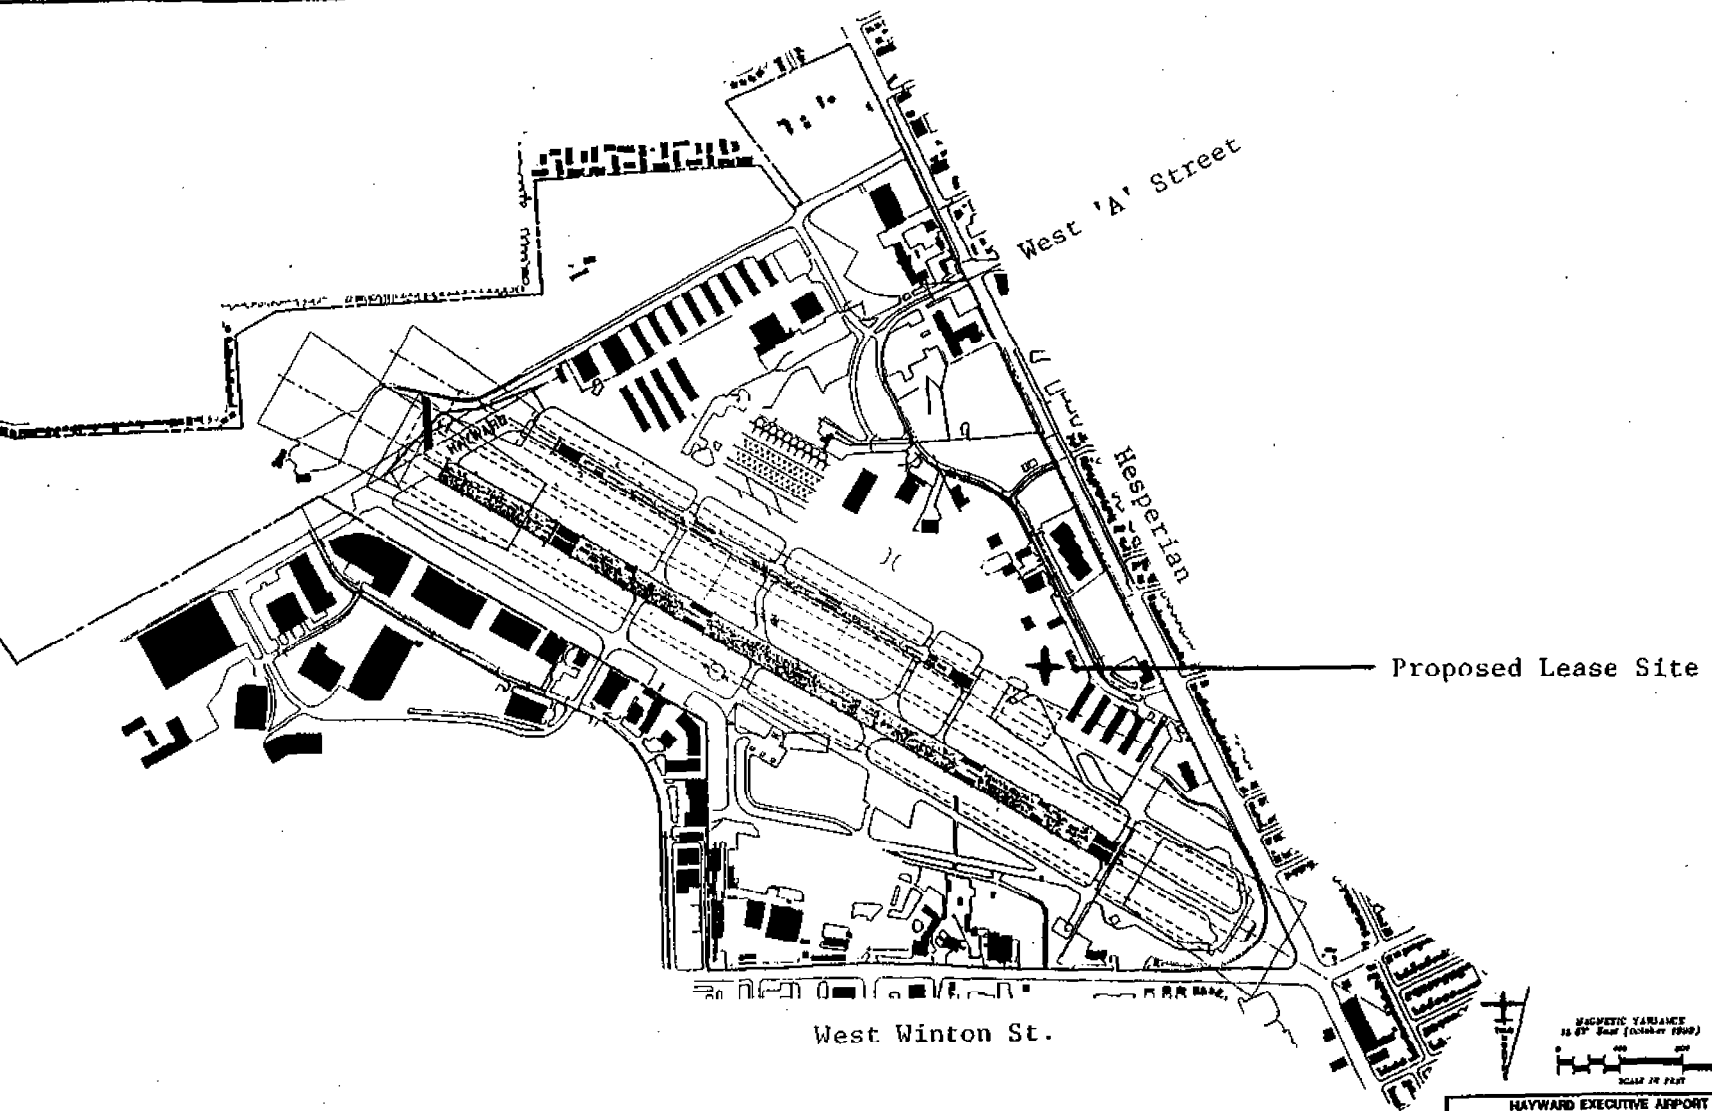 West 'A' Street
HAYWARD
Hesperian
Proposed Lease Site
West Winton St.
MAGNETIC VARIANCE
SCALE IN FEET
HAYWARD EXECUTIVE AIRPORT